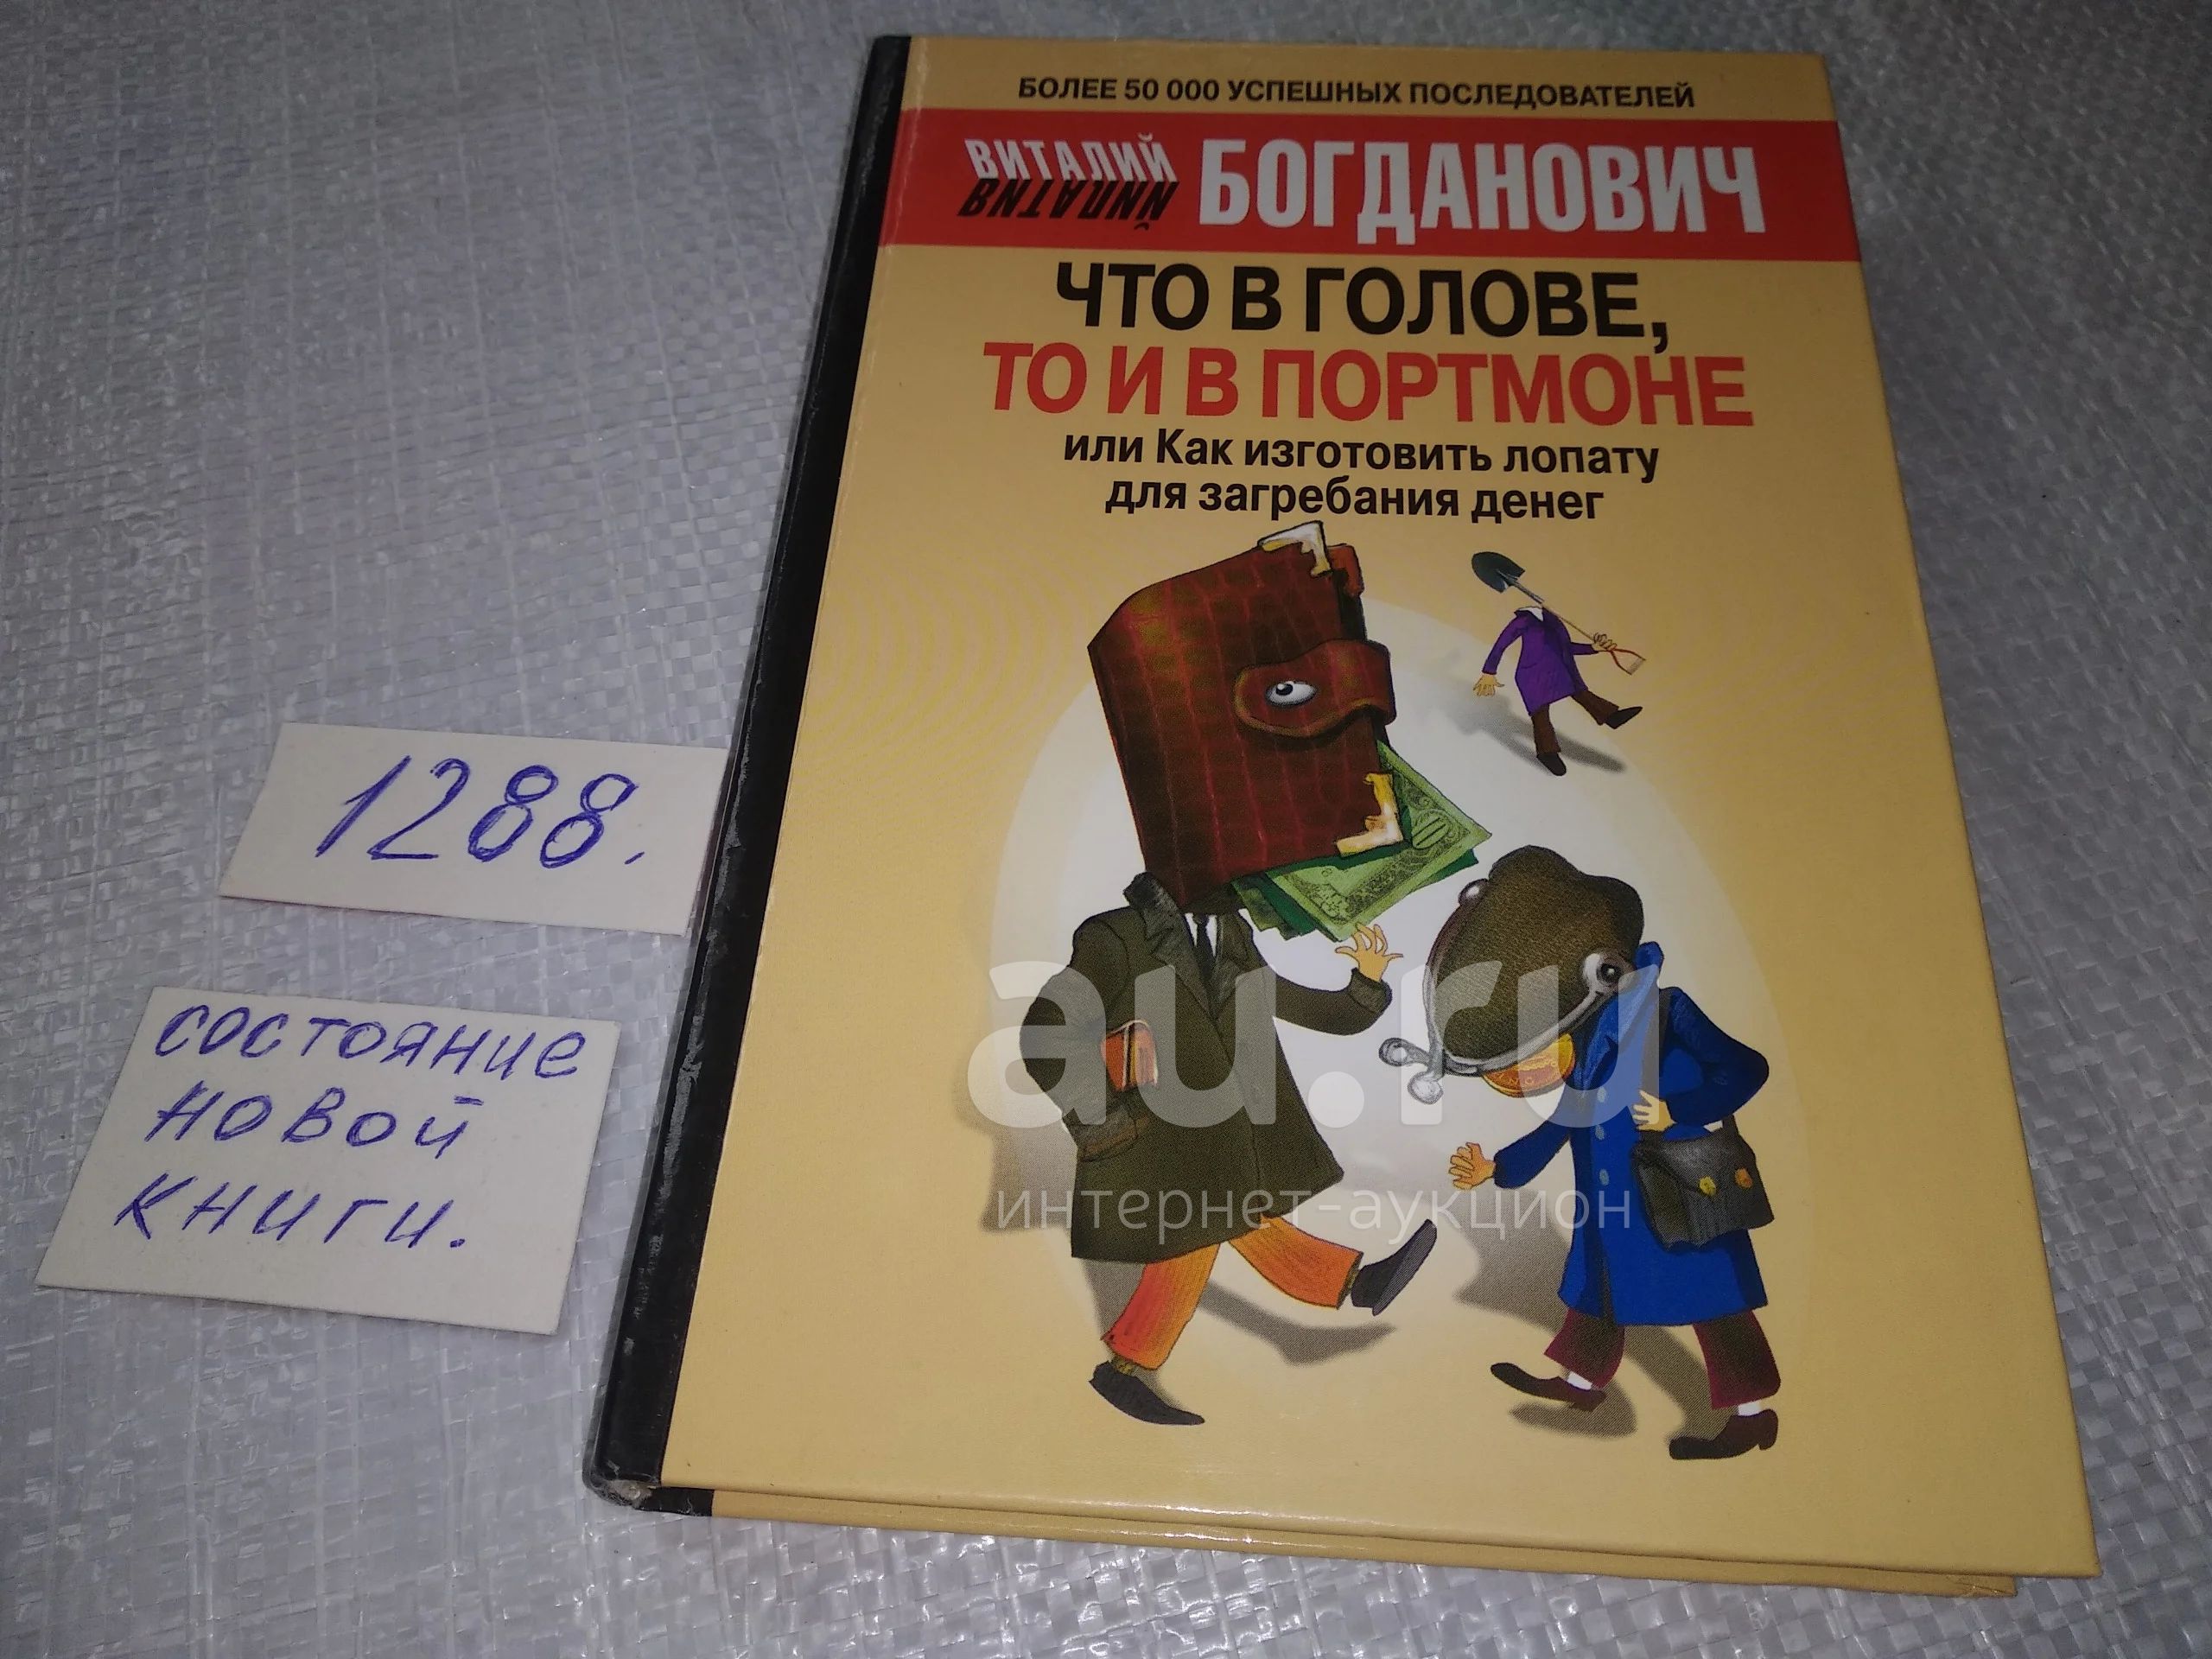 БОЛЕЕ 50 000 УСПЕШНЫХ ПОСЛЕДОВАТЕЛЕЙ
ВИТАЛИЙ БОГДАНОВИЧ
ВИТАЛИЙ
ЧТО В ГОЛОВЕ,
ТО И В ПОРТМОНЕ
или Как изготовить лопату
для загребания денег
1288.
состояние
новой
книги.
au.ru
интернет-аукцион